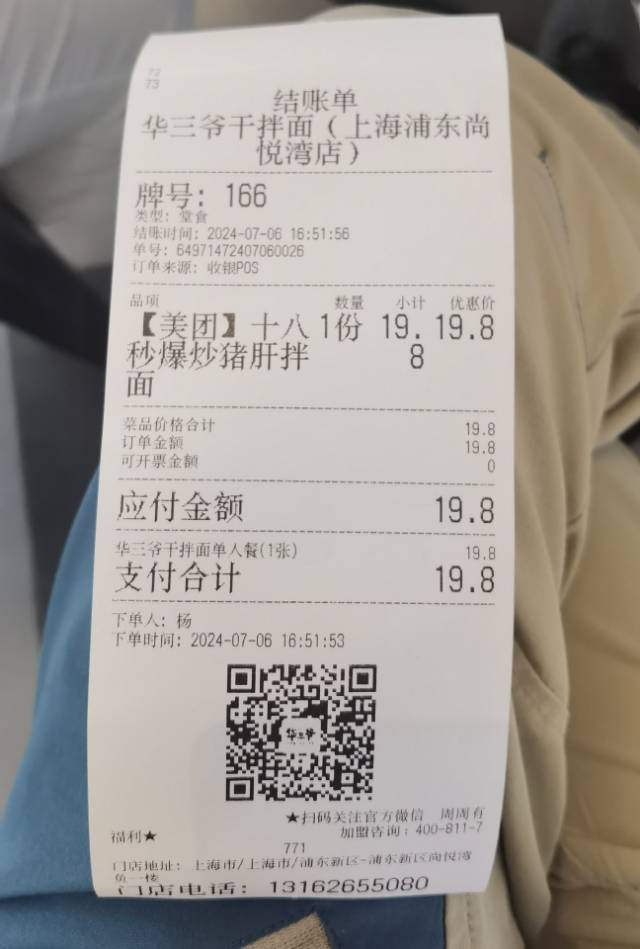 72
73
结账单
华三爷干拌面（上海浦东尚
悦湾店）
牌号: 166
类型: 堂食
结账时间: 2024-07-06 16:51:56
单号: 64971472407060026
订单来源: 收银POS
品项 数量 小计 优惠价
【美团】十八 1份 19. 19.8
秒爆炒猪肝拌 8
面
菜品价格合计 19.8
订单金额 19.8
可开票金额 0
应付金额 19.8
华三爷干拌面单人餐(1张) 19.8
支付合计 19.8
下单人: 杨
下单时间: 2024-07-06 16:51:53
华三爷
★扫码关注官方微信 周周有
福利★ 加盟咨询: 400-811-7
771
门店地址: 上海市/上海市/浦东新区-浦东新区尚悦湾
负一楼
门店电话: 13162655080